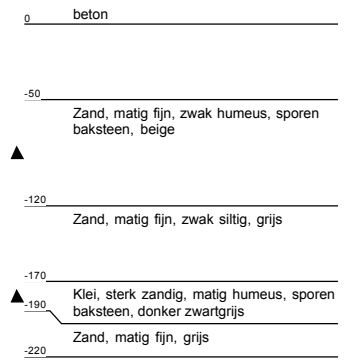 0 beton
-50
Zand, matig fijn, zwak humeus, sporen
baksteen, beige
-120
Zand, matig fijn, zwak siltig, grijs
-170
Klei, sterk zandig, matig humeus, sporen
-190 baksteen, donker zwartgrijs
Zand, matig fijn, grijs
-220